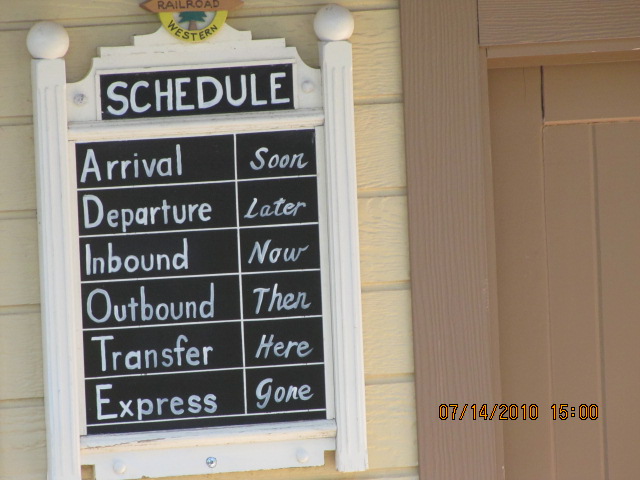 RAILROAD
WESTERN
SCHEDULE
Arrival Soon
Departure Later
Inbound Now
Outbound Then
Transfer Here
Express Gone
07/14/2010 15:00